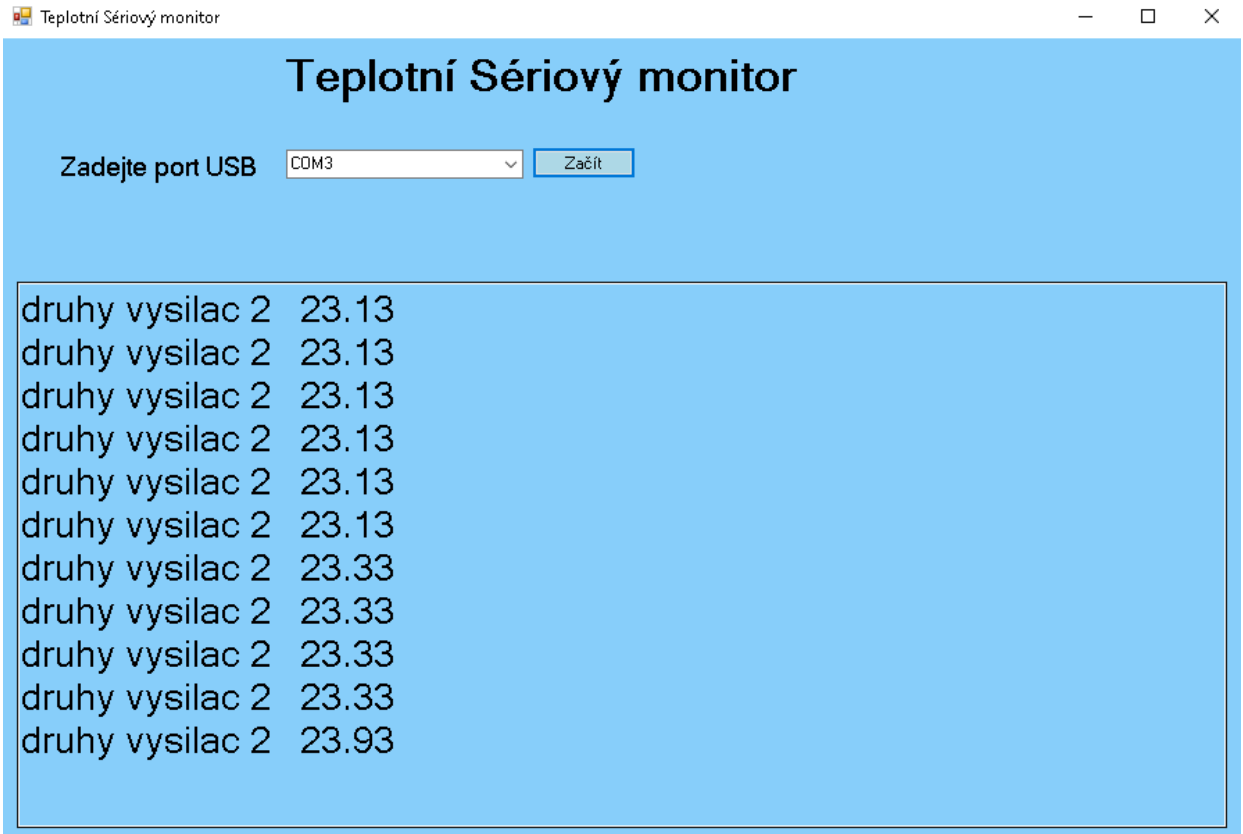 Teplotní Sériový monitor
Teplotní Sériový monitor
Zadejte port USB COM3 Začít
druhy vysilac 2 23.13
druhy vysilac 2 23.13
druhy vysilac 2 23.13
druhy vysilac 2 23.13
druhy vysilac 2 23.13
druhy vysilac 2 23.13
druhy vysilac 2 23.33
druhy vysilac 2 23.33
druhy vysilac 2 23.33
druhy vysilac 2 23.33
druhy vysilac 2 23.93